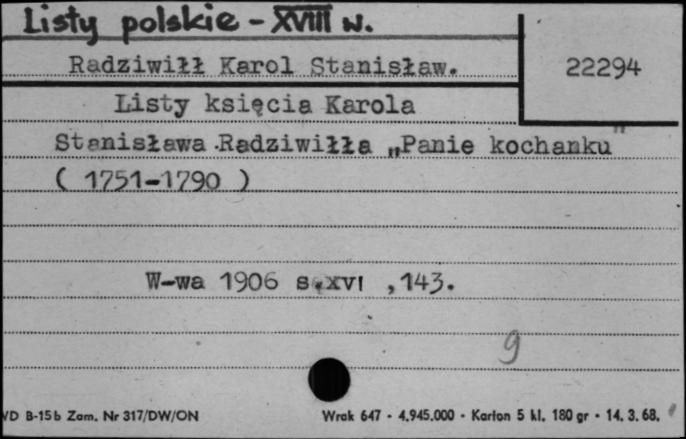 Listy polskie - XVIII w.
Radziwiłł Karol Stanisław.
22294
Listy księcia Karola
Stanisława Radziwiłła „Panie kochanku"
( 1751-1790 )
W-wa 1906 s.XVI ,143.
9
VD B-15b Zam. Nr 317/DW/ON
Wrak 647 • 4.945.000 • Karton 5 kl. 180 gr • 14. 3. 68.